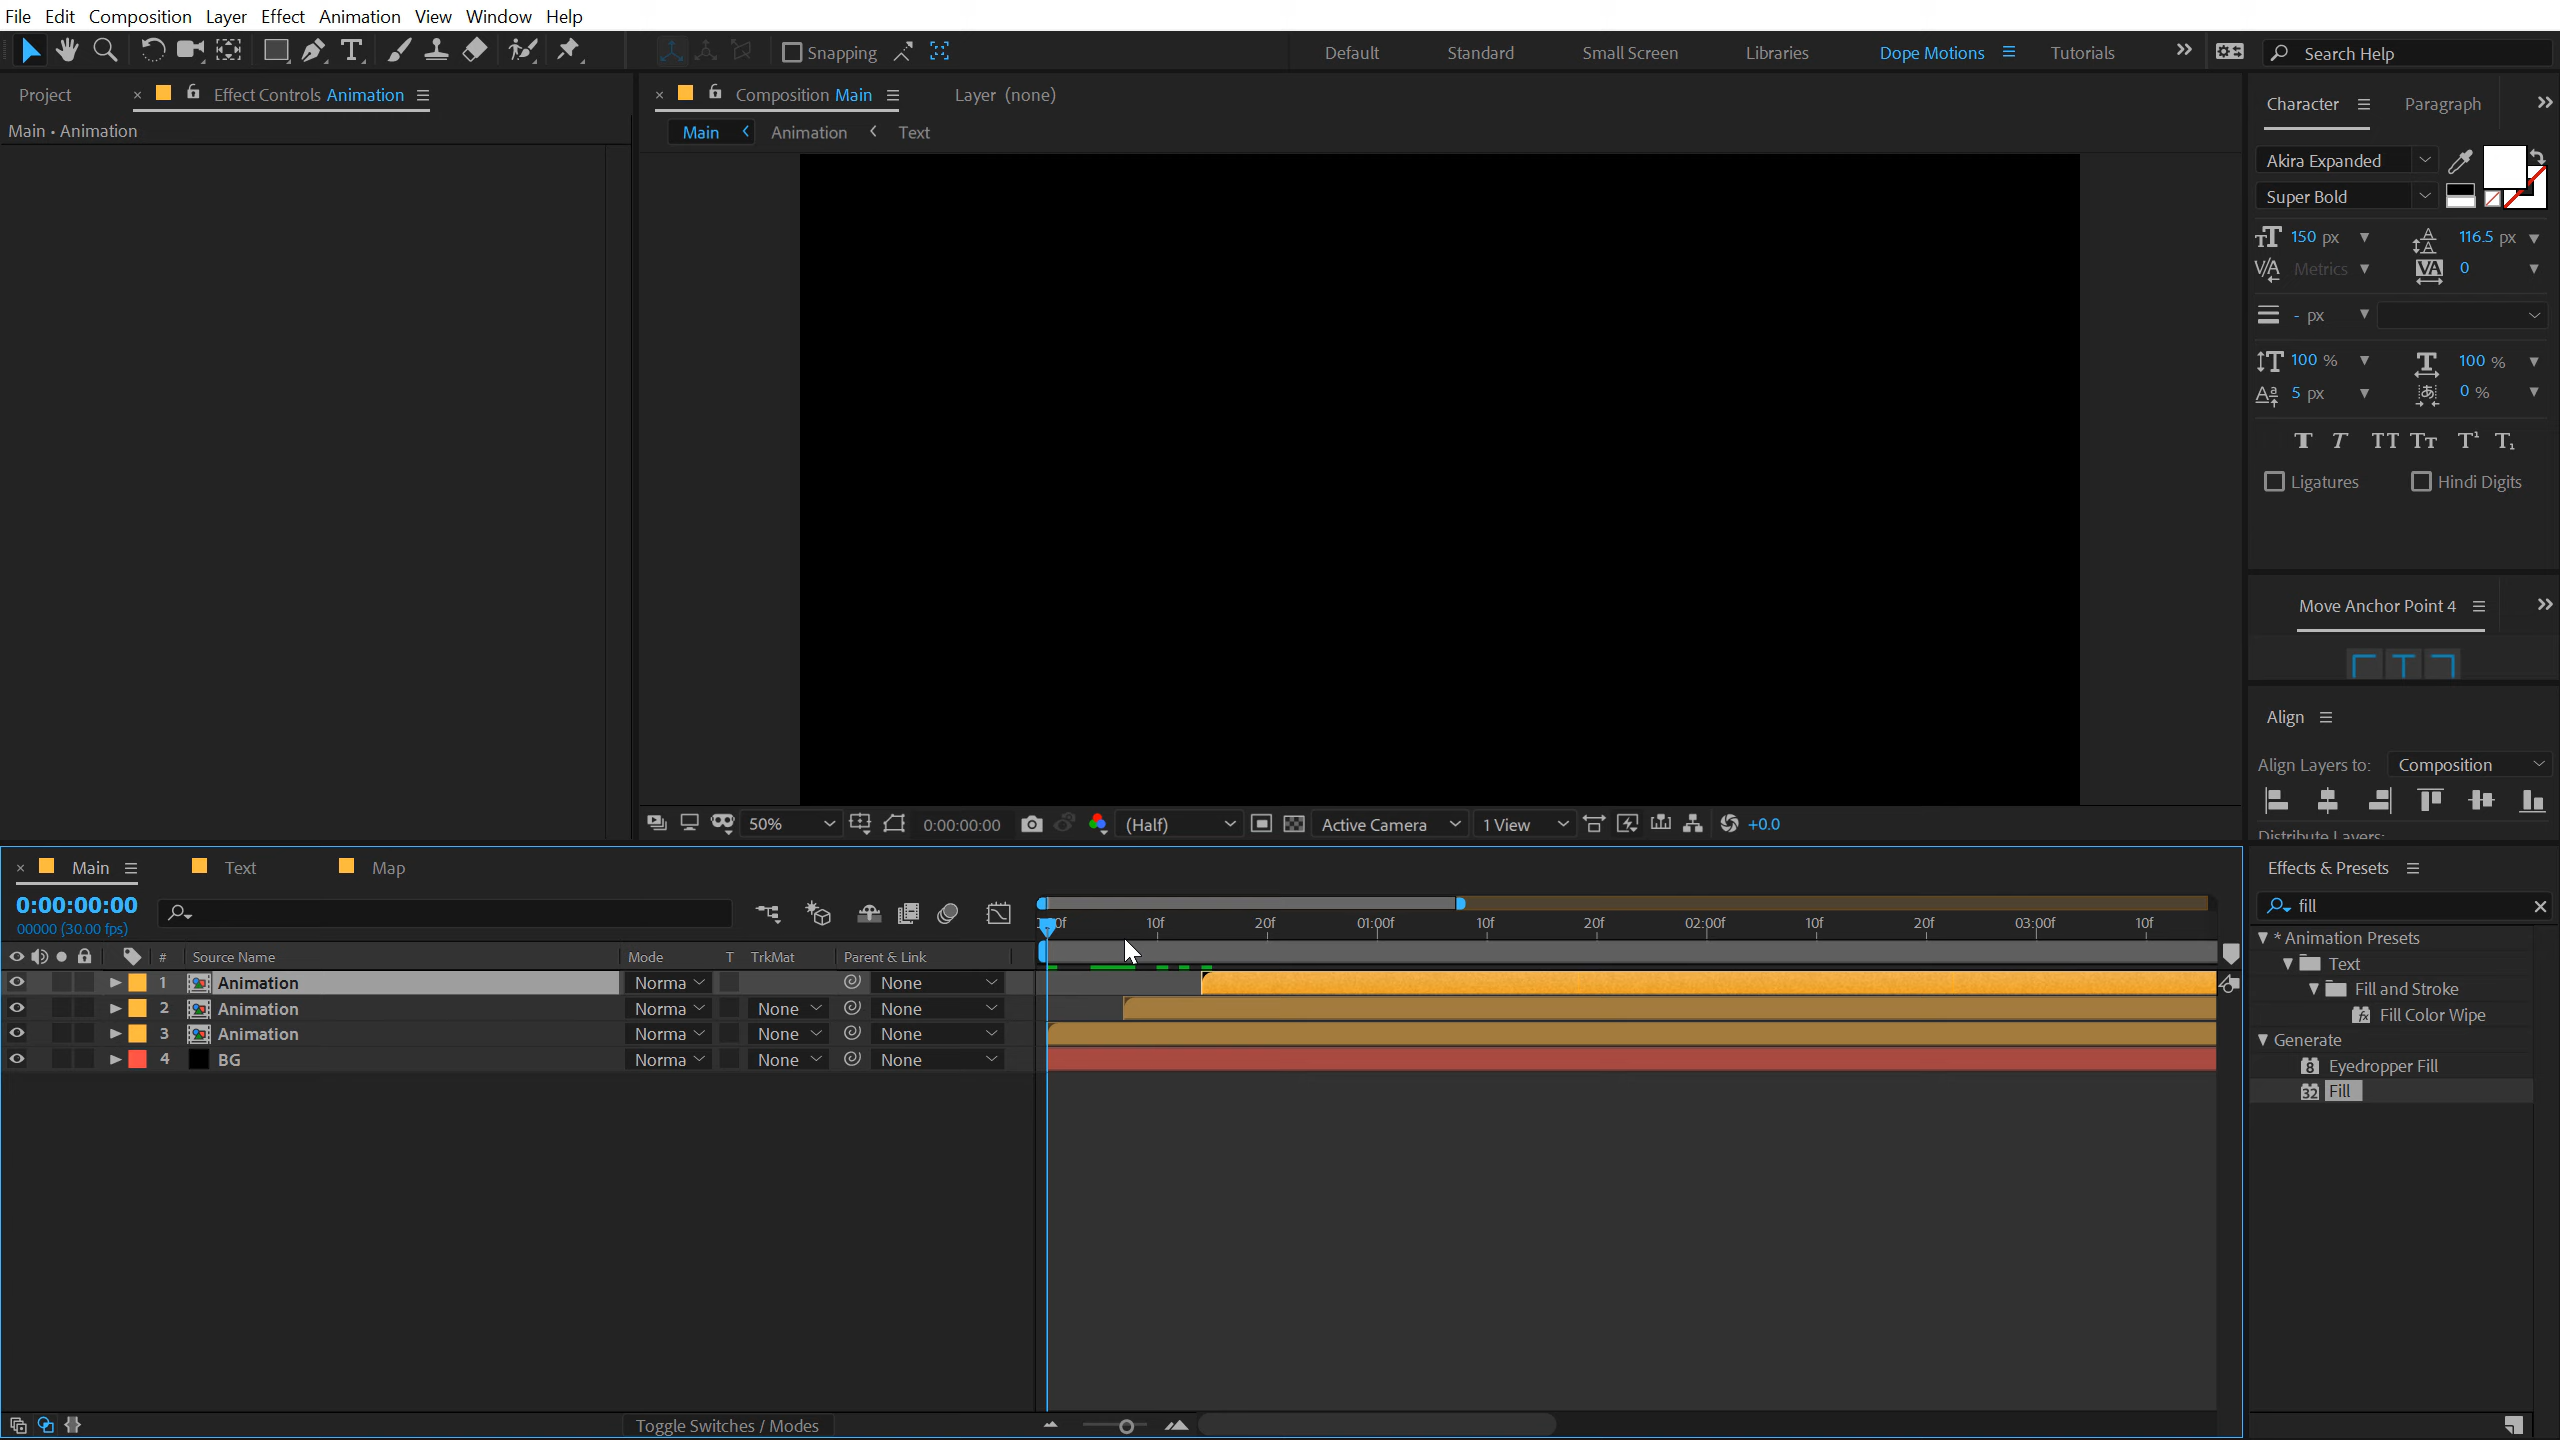 File Edit Composition Layer Effect Animation View Window Help
Snapping Default Standard Small Screen Libraries Dope Motions Tutorials Search Help
Project × Effect Controls Animation × Composition Main Layer (none)
Main • Animation
Main Animation Text
Character Paragraph
Akira Expanded
Super Bold
150 px 116.5 px
Metrics 0
- px
100 % 100 %
5 px 0 %
Ligatures Hindi Digits
Move Anchor Point 4
Align
Align Layers to: Composition
50% 0:00:00:00 (Half) Active Camera 1 View +0.0
Distribute Layers:
× Main Text Map
0:00:00:00
00000 (30.00 fps)
10f 20f 01:00f 10f 20f 02:00f 10f 20f 03:00f 10f
# Source Name Mode T TrkMat Parent & Link
1 Animation Norma None
2 Animation Norma None None
3 Animation Norma None None
4 BG Norma None None
Toggle Switches / Modes
Effects & Presets
fill
* Animation Presets
Text
Fill and Stroke
Fill Color Wipe
Generate
Eyedropper Fill
Fill